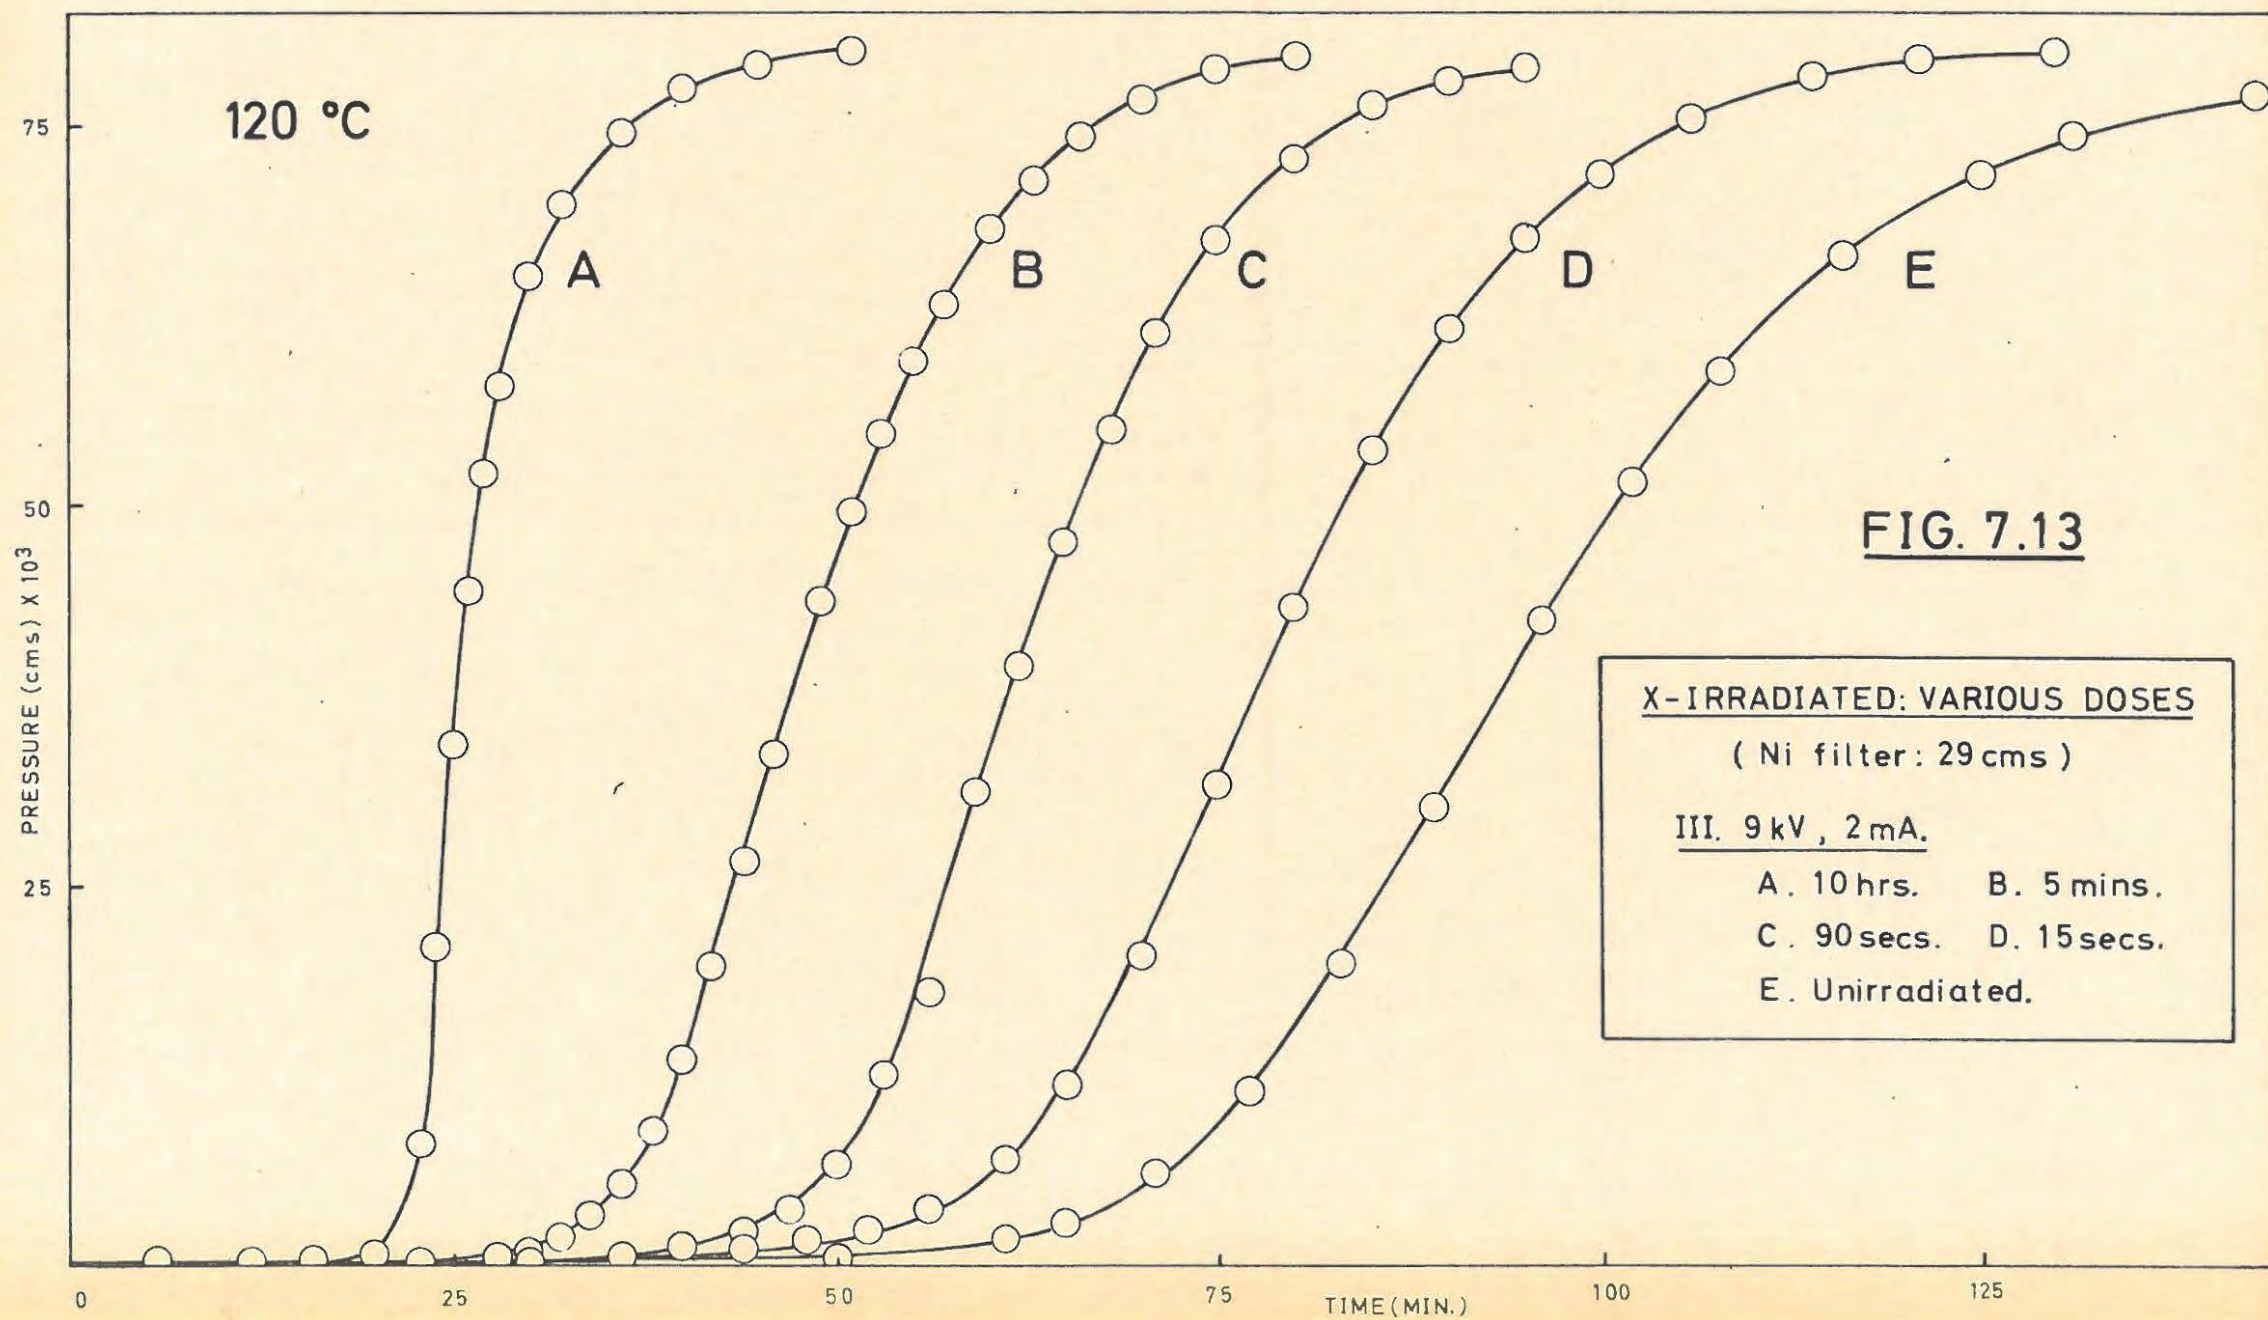 120 °C
75
50
25
PRESSURE (cms) X 10³
A
B
C
D
E
FIG. 7.13
X-IRRADIATED: VARIOUS DOSES
( Ni filter: 29 cms )
III. 9 kV, 2 mA.
A. 10 hrs. B. 5 mins.
C. 90 secs. D. 15 secs.
E. Unirradiated.
0 25 50 75 100 125
TIME (MIN.)